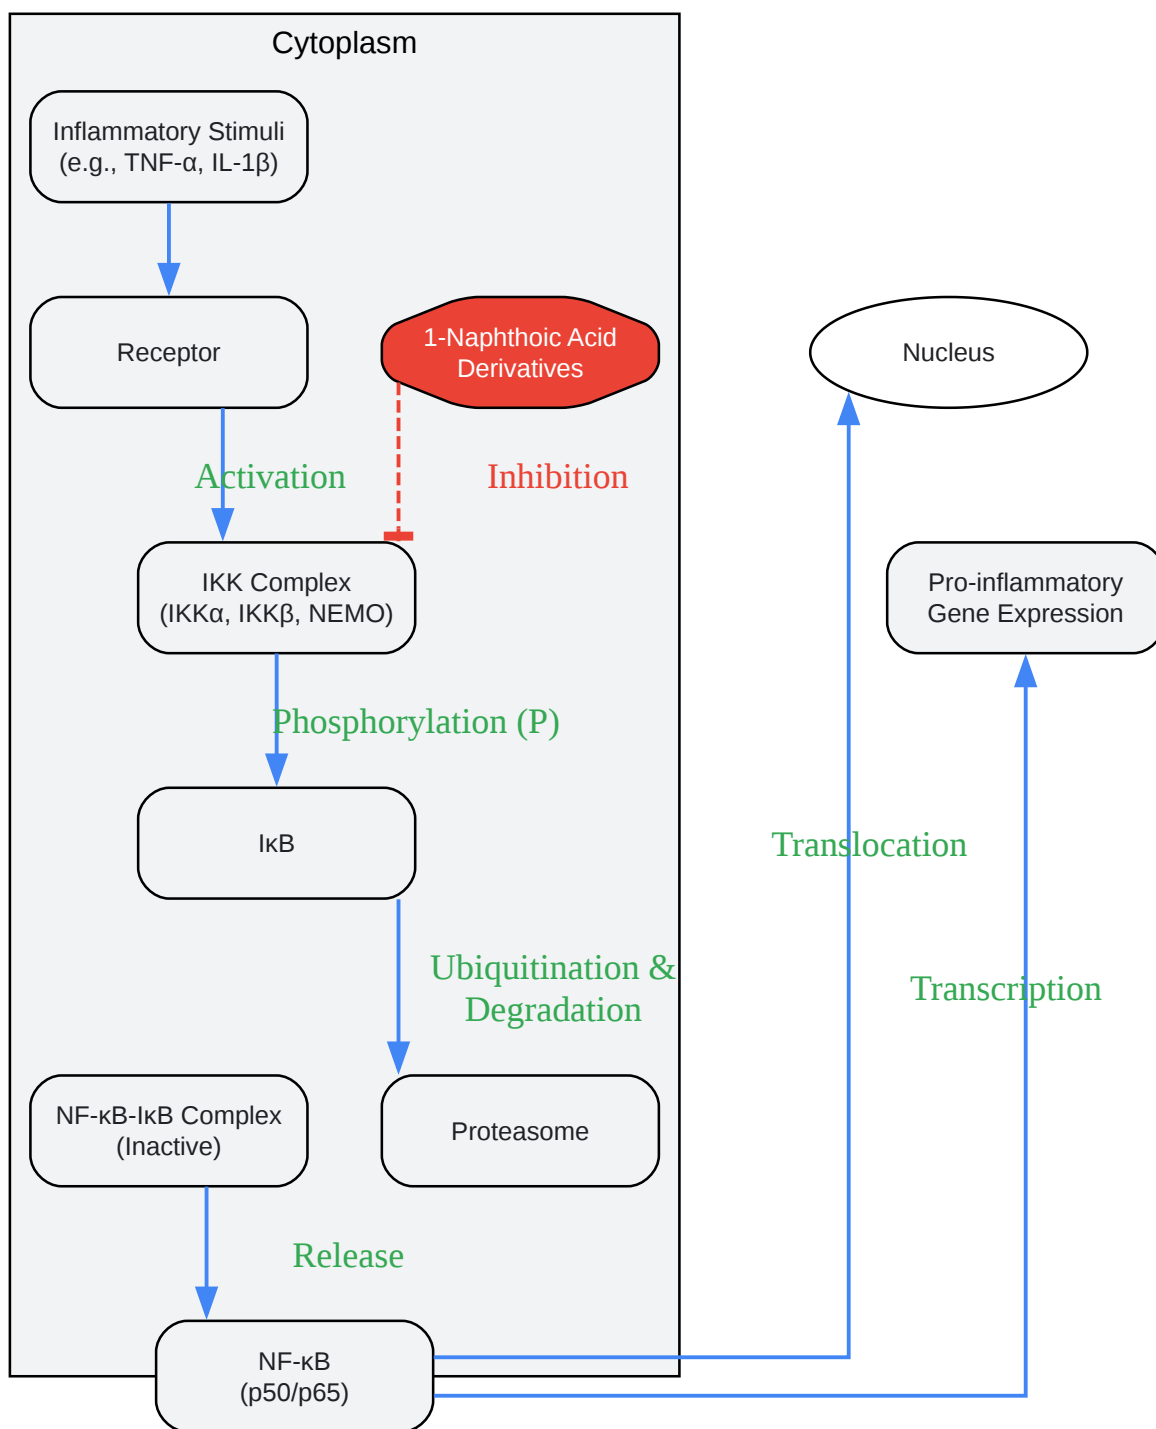 Cytoplasm
Inflammatory Stimuli
(e.g., TNF-α, IL-1β)
Receptor
1-Naphthoic Acid
Derivatives
Nucleus
Activation
Inhibition
IKK Complex
(IKKα, IKKβ, NEMO)
Pro-inflammatory
Gene Expression
Phosphorylation (P)
IκB
Translocation
Ubiquitination &
Degradation
Transcription
NF-κB-IκB Complex
(Inactive)
Proteasome
Release
NF-κB
(p50/p65)